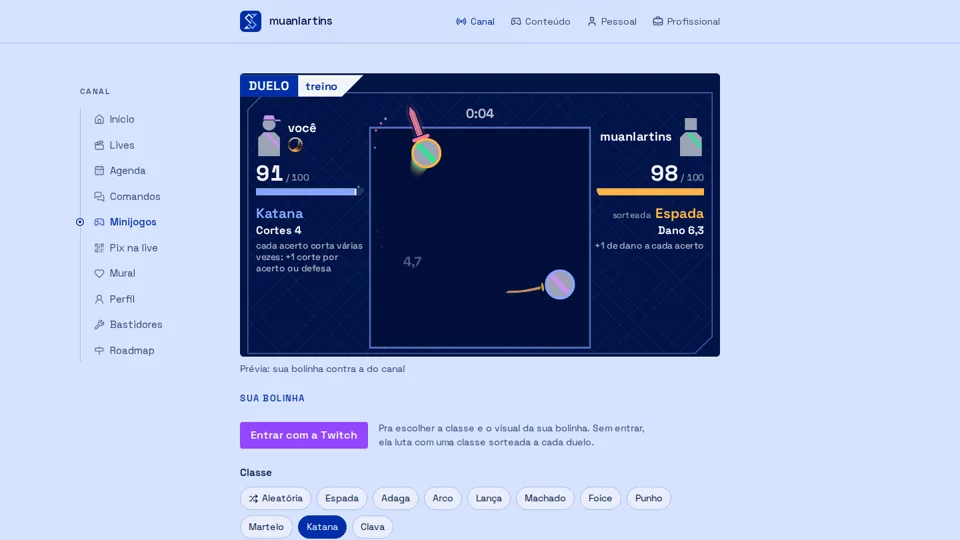 muanlartins
Canal
Conteúdo
Pessoal
Profissional
CANAL
Início
Lives
Agenda
Comandos
Minijogos
Pix na live
Mural
Perfil
Bastidores
Roadmap
DUELO treino
0:04
você
91 / 100
Katana
Cortes 4
cada acerto corta várias
vezes: +1 corte por
acerto ou defesa
4,7
muanlartins
98 / 100
sorteada Espada
Dano 6,3
+1 de dano a cada acerto
Prévia: sua bolinha contra a do canal
SUA BOLINHA
Entrar com a Twitch
Pra escolher a classe e o visual da sua bolinha. Sem entrar,
ela luta com uma classe sorteada a cada duelo.
Classe
Aleatória Espada Adaga Arco Lança Machado Foice Punho
Martelo Katana Clava